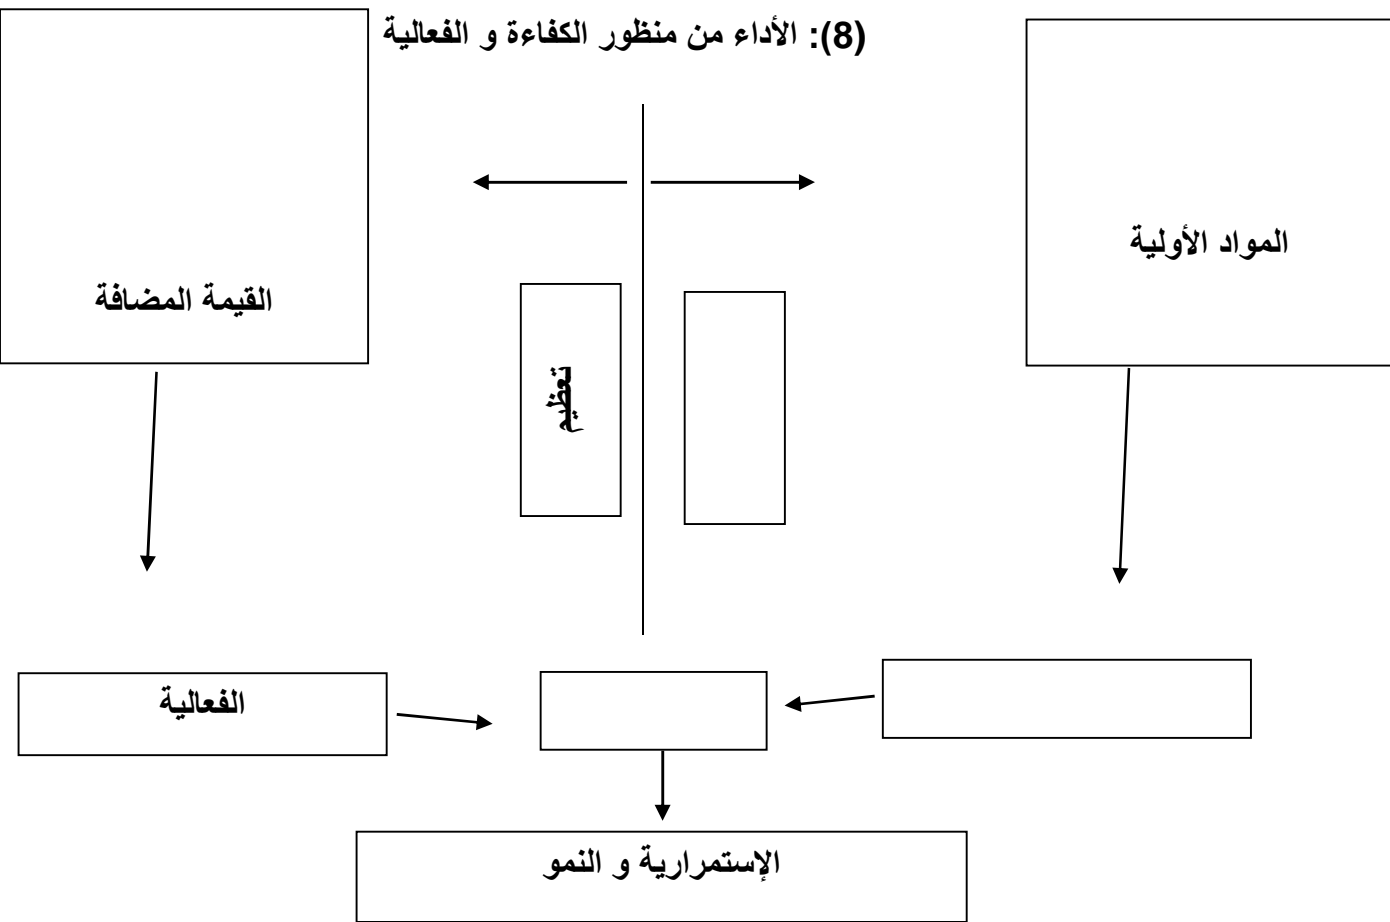 (8): الأداء من منظور الكفاءة و الفعالية
المواد الأولية
القيمة المضافة
تعظيم
الفعالية
الإستمرارية و النمو